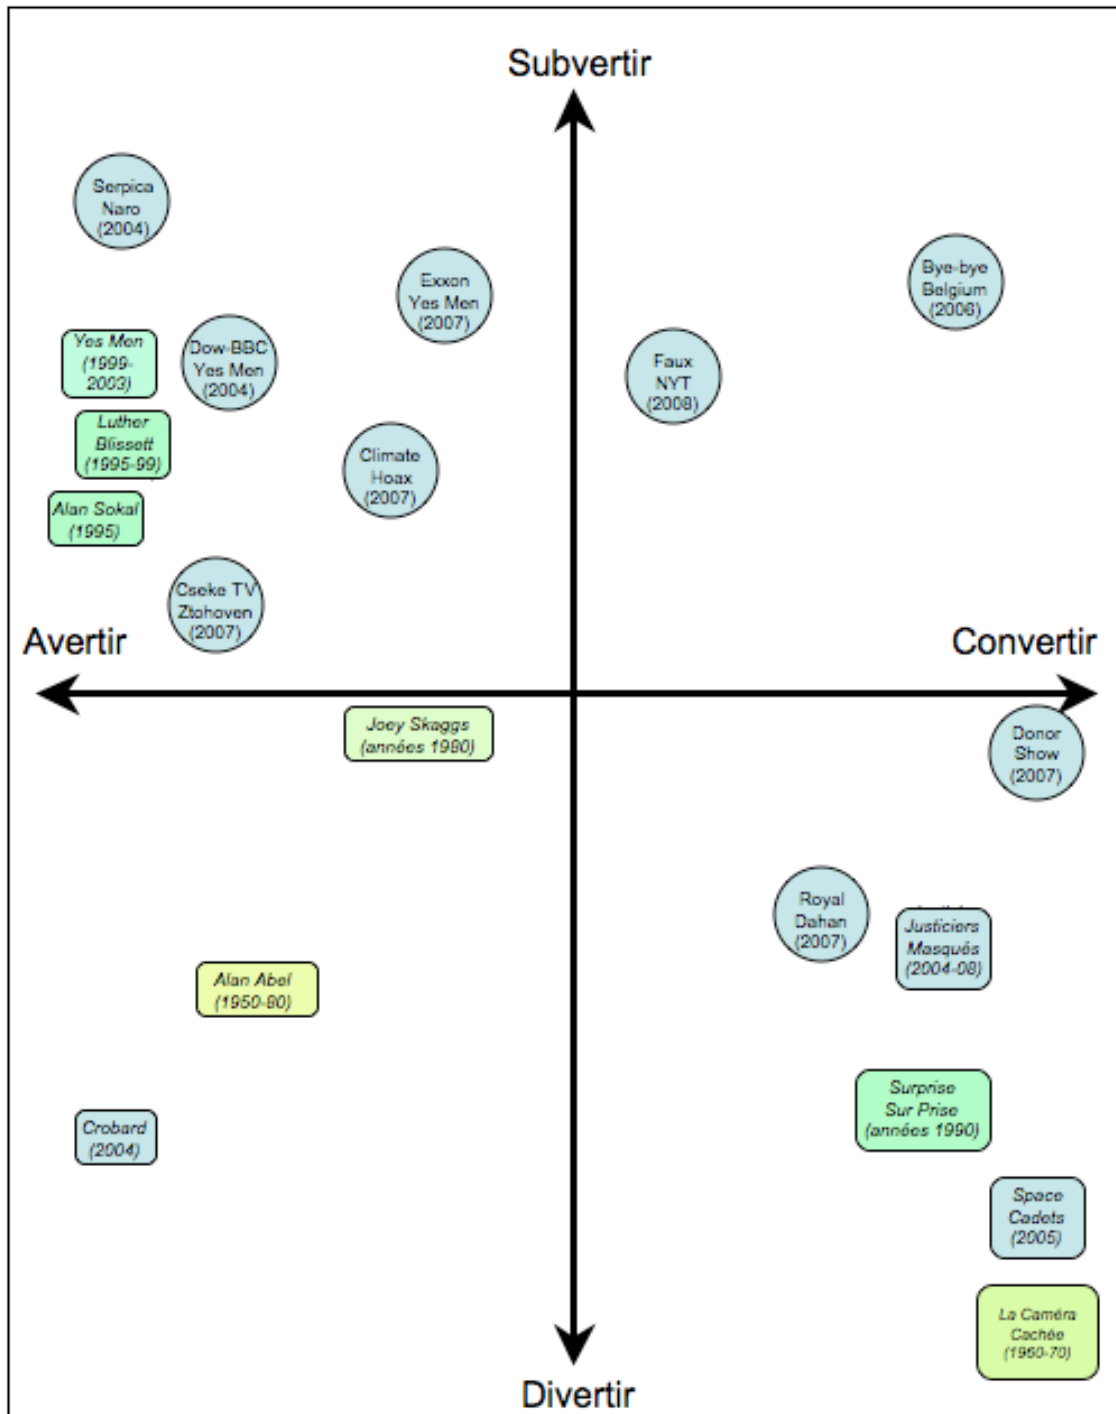 Subvertir
Serpica
Naro
(2004)
Exxon
Yes Men
(2007)
Bye-bye
Belgium
(2006)
Yes Men
(1999-
2003)
Dow-BBC
Yes Men
(2004)
Faux
NYT
(2008)
Luther
Blissett
(1995-99)
Climate
Hoax
(2007)
Alan Sokal
(1995)
Cseke TV
Ztohoven
(2007)
Avertir
Convertir
Joey Skaggs
(années 1980)
Donor
Show
(2007)
Royal
Dahan
(2007)
Justiciers
Masqués
(2004-08)
Alan Abel
(1950-80)
Crobard
(2004)
Surprise
Sur Prise
(années 1990)
Space
Cadets
(2005)
La Caméra
Cachée
(1960-70)
Divertir